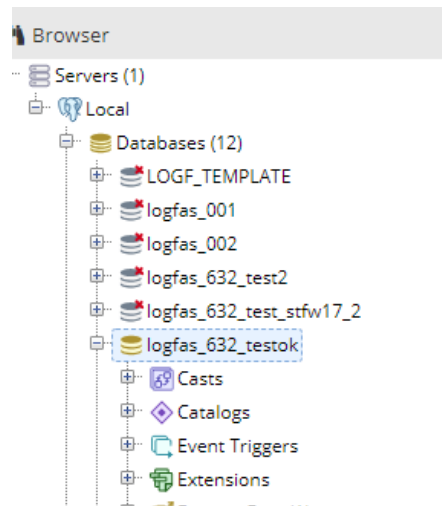 Browser
Servers (1)
Local
Databases (12)
LOGF_TEMPLATE
logfas_001
logfas_002
logfas_632_test2
logfas_632_test_stfw17_2
logfas_632_testok
Casts
Catalogs
Event Triggers
Extensions